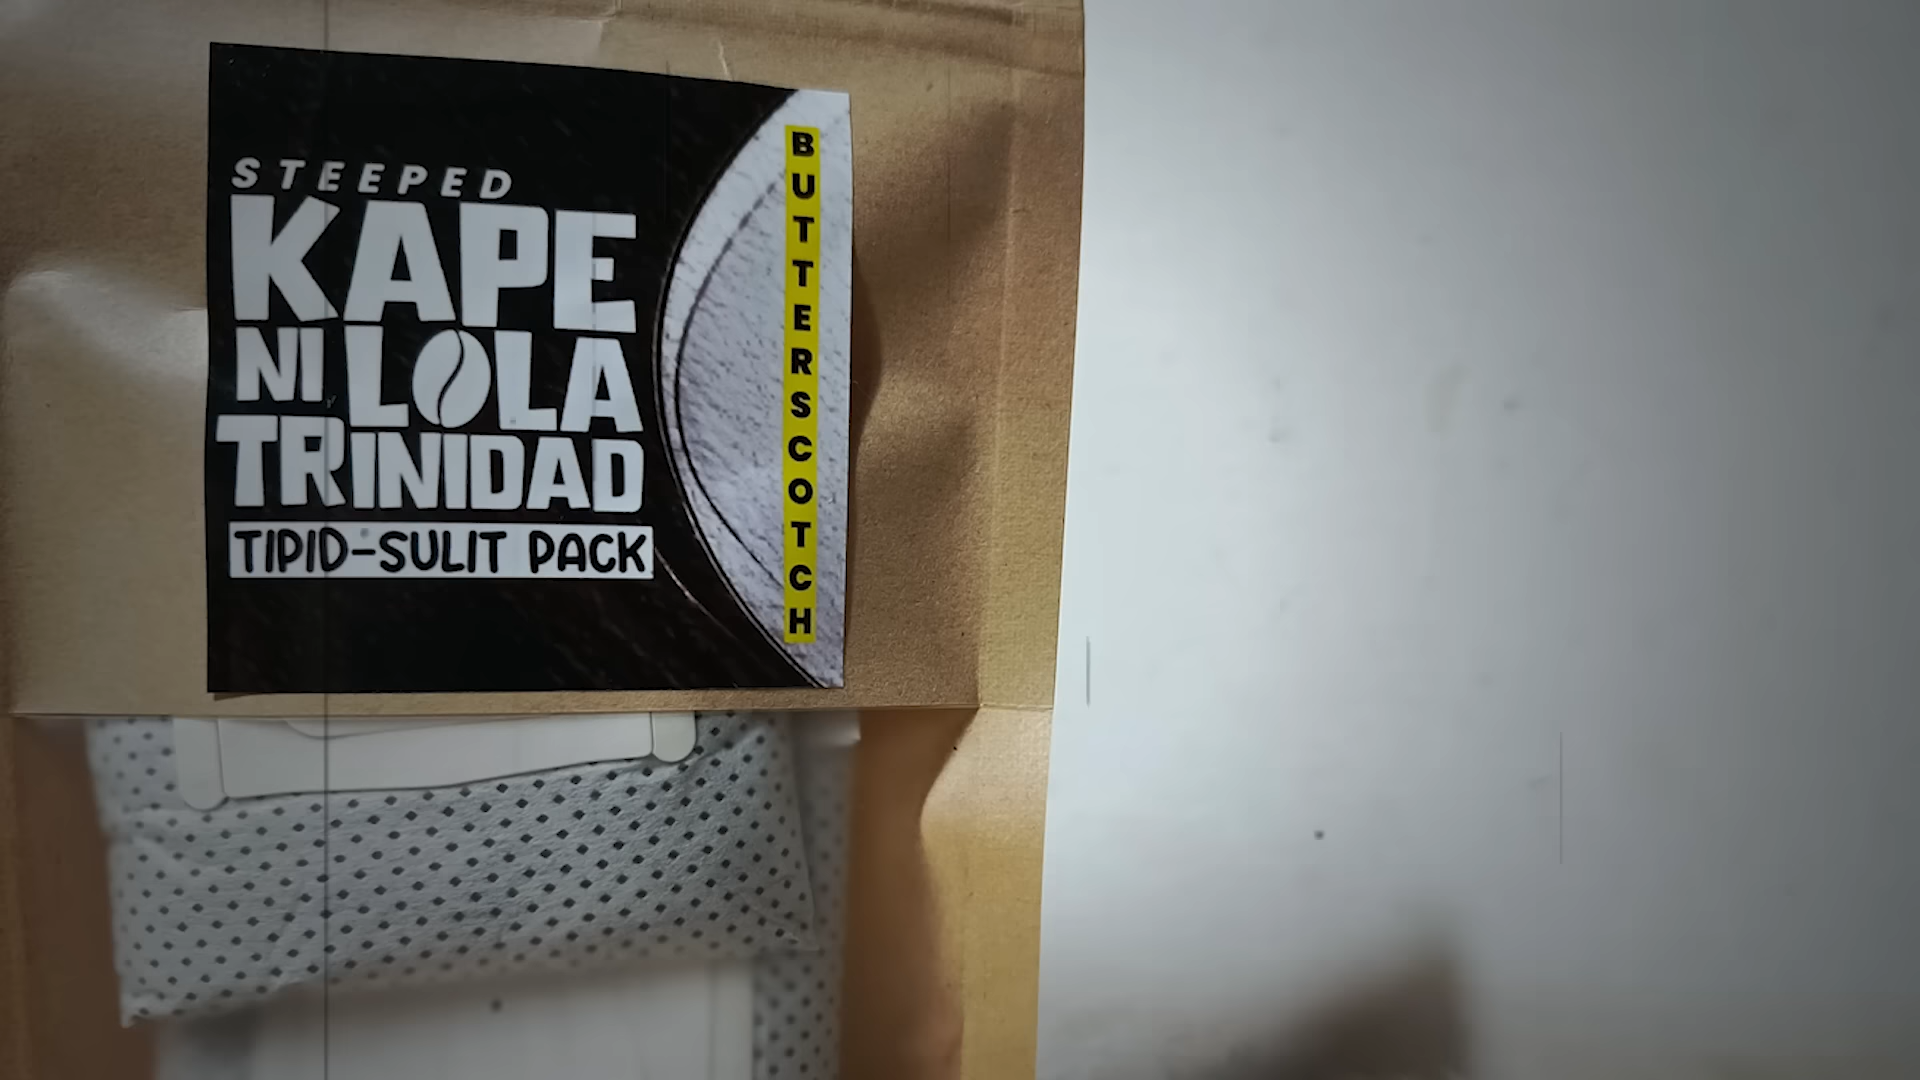 STEEPED
KAPE
NI LOLA
TRINIDAD
TIPID-SULIT PACK
BUTTERSCOTCH